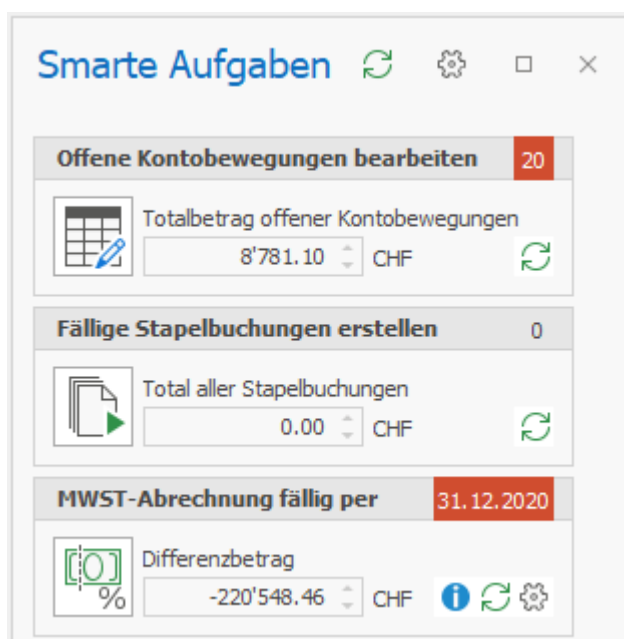 Smarte Aufgaben
Offene Kontobewegungen bearbeiten 20
Totalbetrag offener Kontobewegungen
8'781.10 CHF
Fällige Stapelbuchungen erstellen 0
Total aller Stapelbuchungen
0.00 CHF
MWST-Abrechnung fällig per 31.12.2020
Differenzbetrag
% -220'548.46 CHF